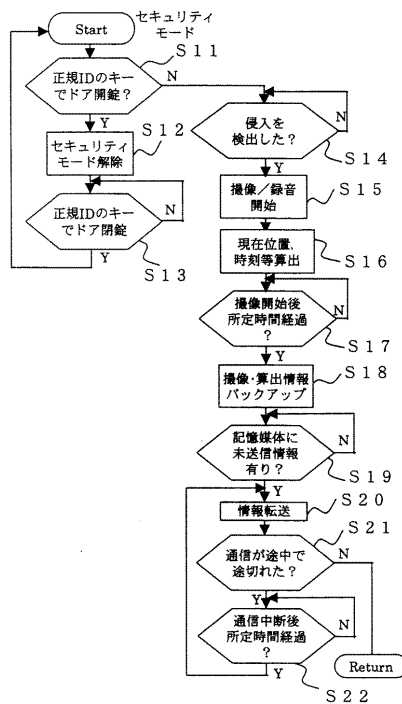 Start
セキュリティ
モード
S11
正規IDのキー
でドア開錠？
N
Y
S12
セキュリティ
モード解除
N
正規IDのキー
でドア閉錠
Y
S13
N
侵入を
検出した？
Y
S14
S15
撮像／録音
開始
S16
現在位置、
時刻等算出
N
撮像開始後
所定時間経過
？
S17
Y
S18
撮像・算出情報
バックアップ
記憶媒体に
未送信情報
有り？
N
S19
Y
S20
情報転送
S21
通信が途中で
途切れた？
N
Y
通信中断後
所定時間経過
？
N
Y
Return
S22